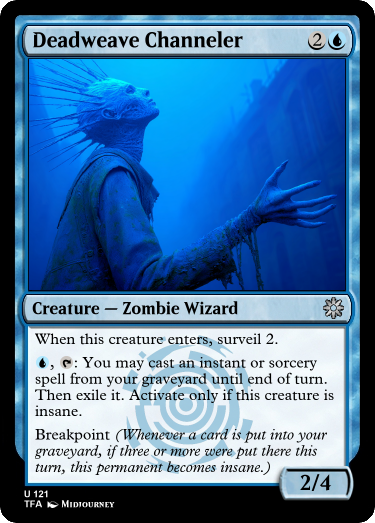 Deadweave Channeler 2
Creature — Zombie Wizard
When this creature enters, surveil 2.
, : You may cast an instant or sorcery
spell from your graveyard until end of turn.
Then exile it. Activate only if this creature is
insane.
Breakpoint (Whenever a card is put into your
graveyard, if three or more were put there this
turn, this permanent becomes insane.)
2/4
U 121
TFA Midjourney